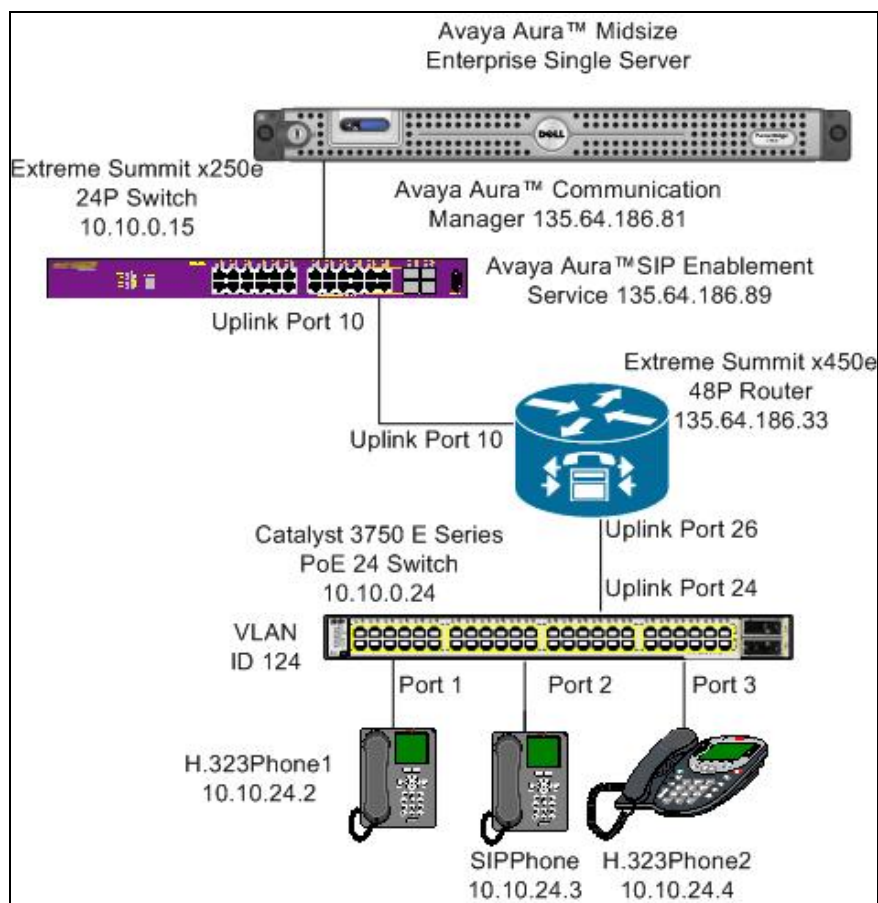 Avaya Aura™ Midsize
Enterprise Single Server
DELL
Extreme Summit x250e
24P Switch
10.10.0.15
Avaya Aura™ Communication
Manager 135.64.186.81
Avaya Aura™SIP Enablement
Service 135.64.186.89
Uplink Port 10
Extreme Summit x450e
48P Router
135.64.186.33
Uplink Port 10
Uplink Port 26
Catalyst 3750 E Series
PoE 24 Switch
10.10.0.24
Uplink Port 24
VLAN
ID 124
Port 1
Port 2
Port 3
H.323Phone1
10.10.24.2
SIPPhone
10.10.24.3
H.323Phone2
10.10.24.4